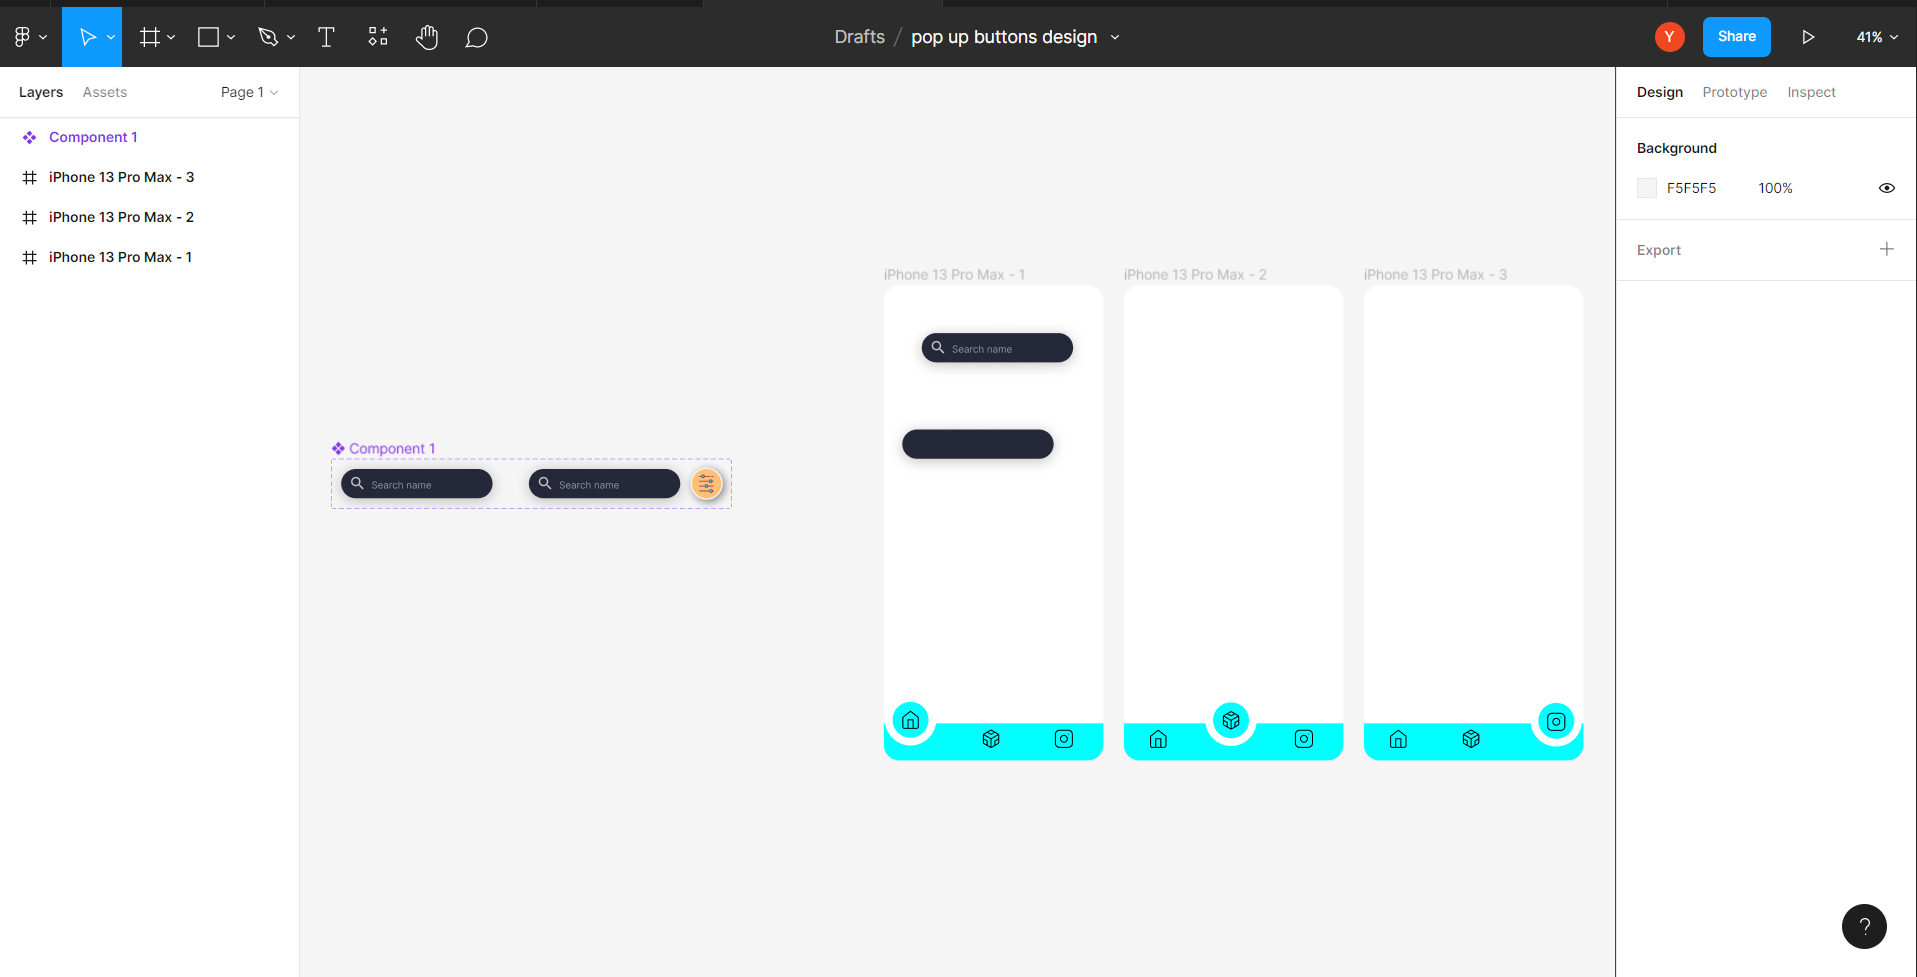 Drafts / pop up buttons design
Y
Share
41%
Layers
Assets
Page 1
Component 1
iPhone 13 Pro Max - 3
iPhone 13 Pro Max - 2
iPhone 13 Pro Max - 1
Component 1
Search name
Search name
iPhone 13 Pro Max - 1
Search name
iPhone 13 Pro Max - 2
iPhone 13 Pro Max - 3
Design
Prototype
Inspect
Background
F5F5F5
100%
Export
?